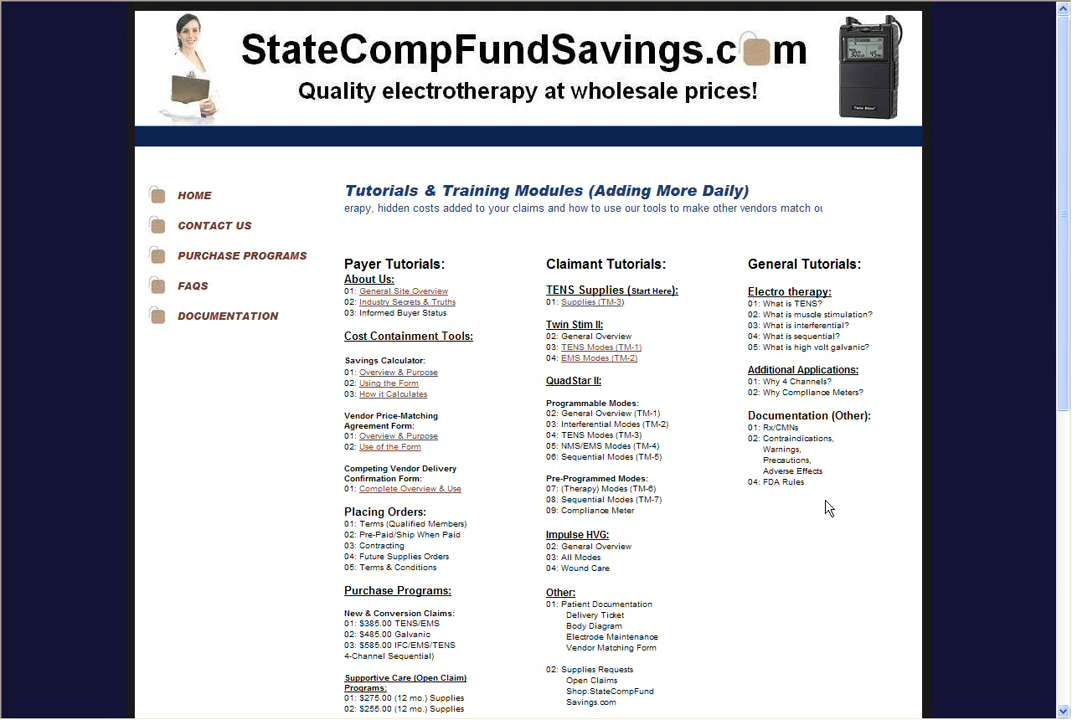 StateCompFundSavings.com
Quality electrotherapy at wholesale prices!
HOME
CONTACT US
PURCHASE PROGRAMS
FAQS
DOCUMENTATION
Tutorials & Training Modules (Adding More Daily)
erapy, hidden costs added to your claims and how to use our tools to make other vendors match ou
Payer Tutorials:
About Us:
01: General Site Overview
02: Industry Secrets & Truths
03: Informed Buyer Status
Cost Containment Tools:
Savings Calculator:
01: Overview & Purpose
02: Using the Form
03: How it Calculates
Vendor Price-Matching
Agreement Form:
01: Overview & Purpose
02: Use of the Form
Competing Vendor Delivery
Confirmation Form:
01: Complete Overview & Use
Placing Orders:
01: Terms (Qualified Members)
02: Pre-Paid/Ship When Paid
03: Contracting
04: Future Supplies Orders
05: Terms & Conditions
Purchase Programs:
New & Conversion Claims:
01: $385.00 TENS/EMS
02: $485.00 Galvanic
03: $585.00 IFC/EMS/TENS
4-Channel Sequential)
Supportive Care (Open Claim)
Programs:
01: $275.00 (12 mo.) Supplies
02: $255.00 (12 mo.) Supplies
Claimant Tutorials:
TENS Supplies (Start Here):
01: Supplies (TM-3)
Twin Stim II:
02: General Overview
03: TENS Modes (TM-1)
04: EMS Modes (TM-2)
QuadStar II:
Programmable Modes:
02: General Overview (TM-1)
03: Interferential Modes (TM-2)
04: TENS Modes (TM-3)
05: NMS/EMS Modes (TM-4)
06: Sequential Modes (TM-5)
Pre-Programmed Modes:
07: (Therapy) Modes (TM-6)
08: Sequential Modes (TM-7)
09: Compliance Meter
Impulse HVG:
02: General Overview
03: All Modes
04: Wound Care
Other:
01: Patient Documentation
Delivery Ticket
Body Diagram
Electrode Maintenance
Vendor Matching Form
02: Supplies Requests
Open Claims
Shop.StateCompFund
Savings.com
General Tutorials:
Electro therapy:
01: What is TENS?
02: What is muscle stimulation?
03: What is interferential?
04: What is sequential?
05: What is high volt galvanic?
Additional Applications:
01: Why 4 Channels?
02: Why Compliance Meters?
Documentation (Other):
01: Rx/CMNs
02: Contraindications,
Warnings,
Precautions,
Adverse Effects
04: FDA Rules